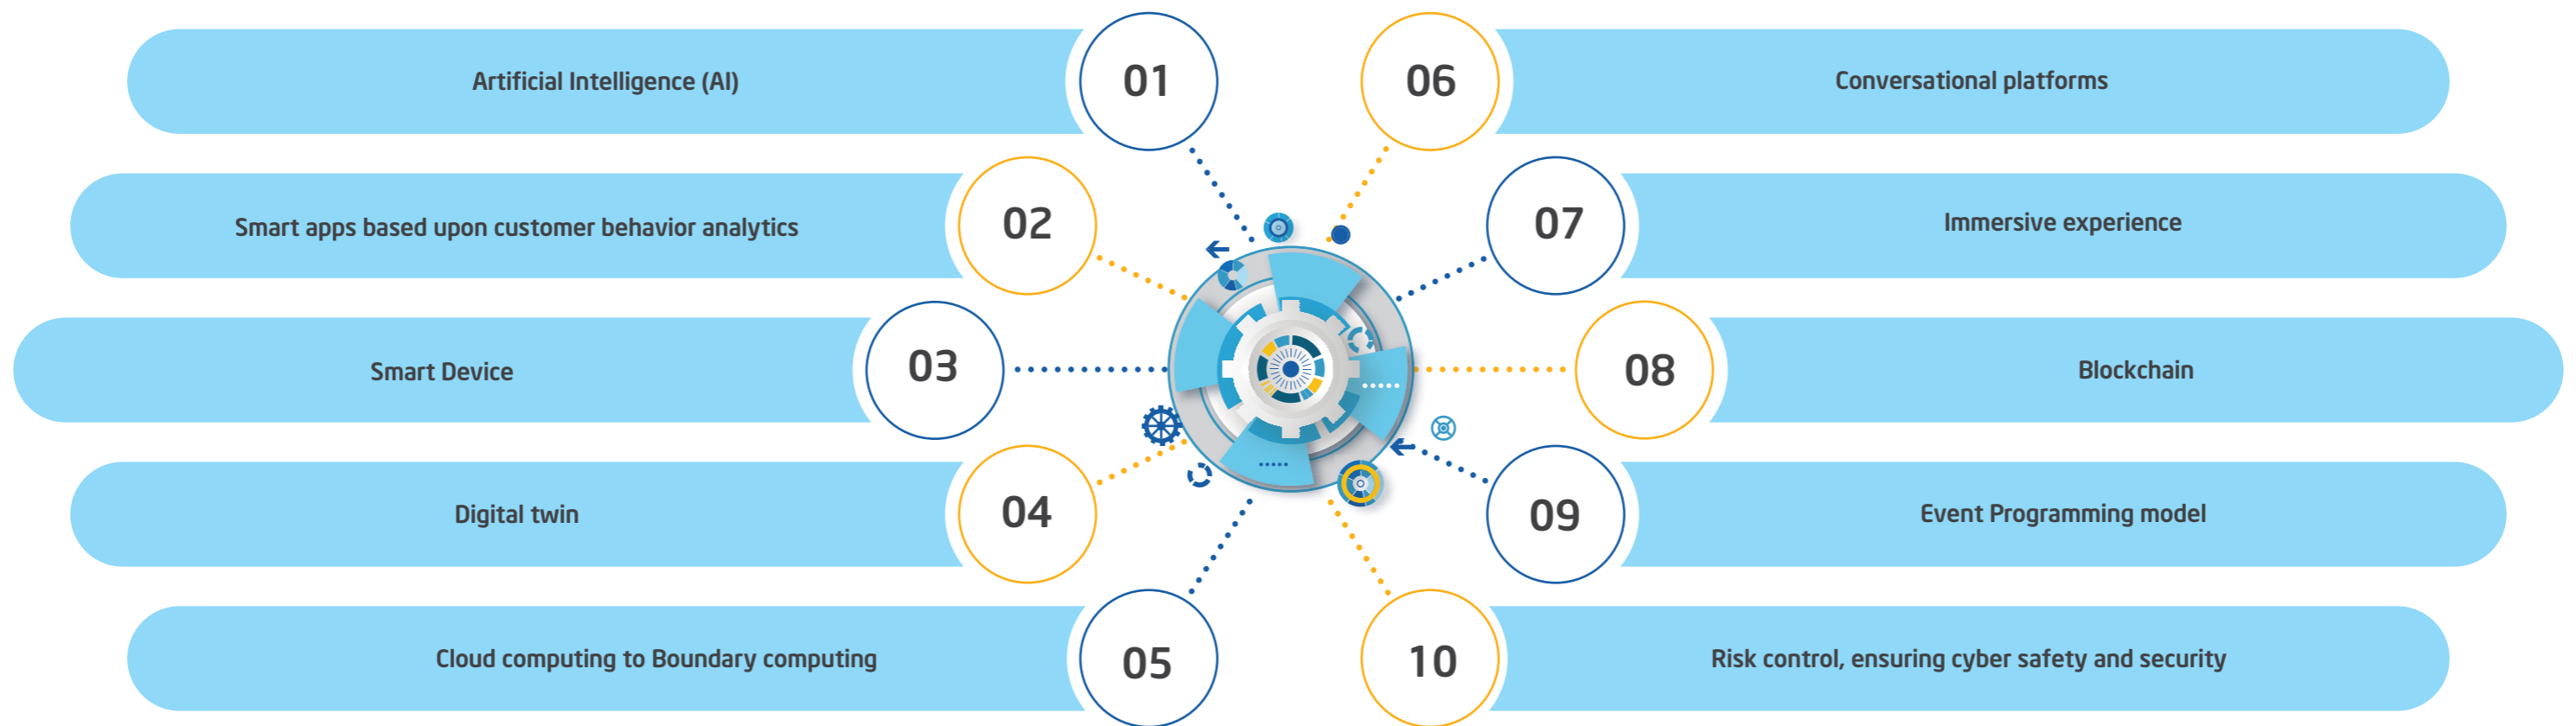 01
Artificial Intelligence (AI)
02
Smart apps based upon customer behavior analytics
03
Smart Device
04
Digital twin
05
Cloud computing to Boundary computing
06
Conversational platforms
07
Immersive experience
08
Blockchain
09
Event Programming model
10
Risk control, ensuring cyber safety and security